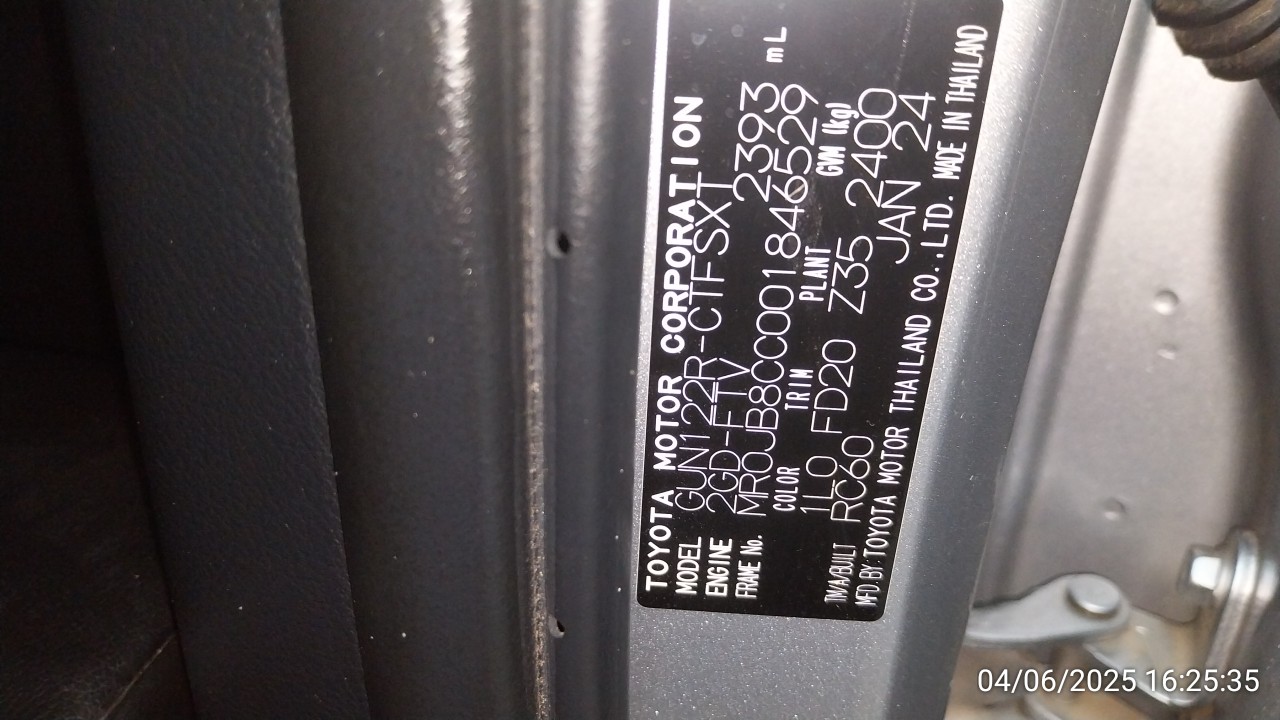 TOYOTA MOTOR CORPORATION
MODEL GUN122R-CTFSXT
ENGINE 2GD-FTV 2393 mL
FRAME No. MR0JB8CC001846529
COLOR TRIM PLANT GVM (kg)
1L0 FD20 Z35 2400
TM/A/BUILT RC60 JAN 24
MFD.BY:TOYOTA MOTOR THAILAND CO.,LTD. MADE IN THAILAND
04/06/2025 16:25:35